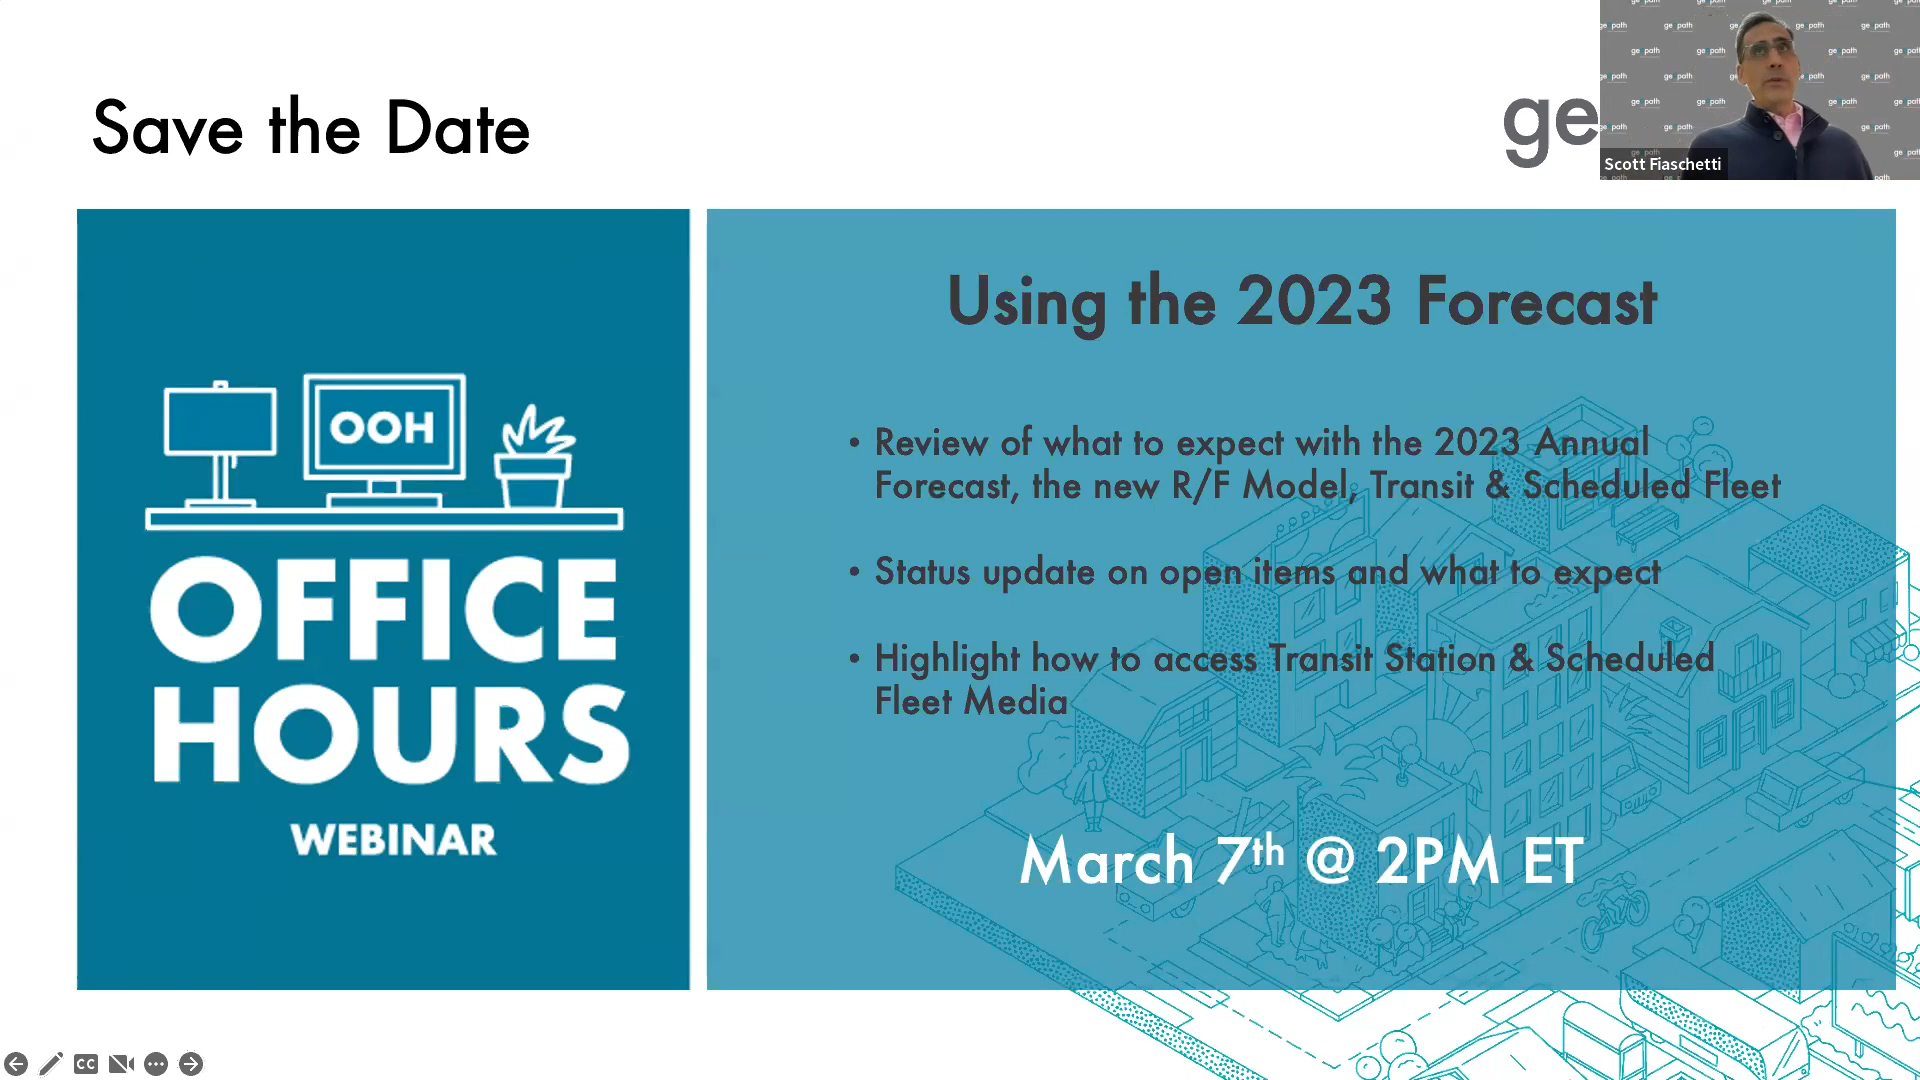 Save the Date
ge
geopath
Scott Fiaschetti
OOH
OFFICE
HOURS
WEBINAR
Using the 2023 Forecast
• Review of what to expect with the 2023 Annual
Forecast, the new R/F Model, Transit & Scheduled Fleet
• Status update on open items and what to expect
• Highlight how to access Transit Station & Scheduled
Fleet Media
March 7th @ 2PM ET
CC